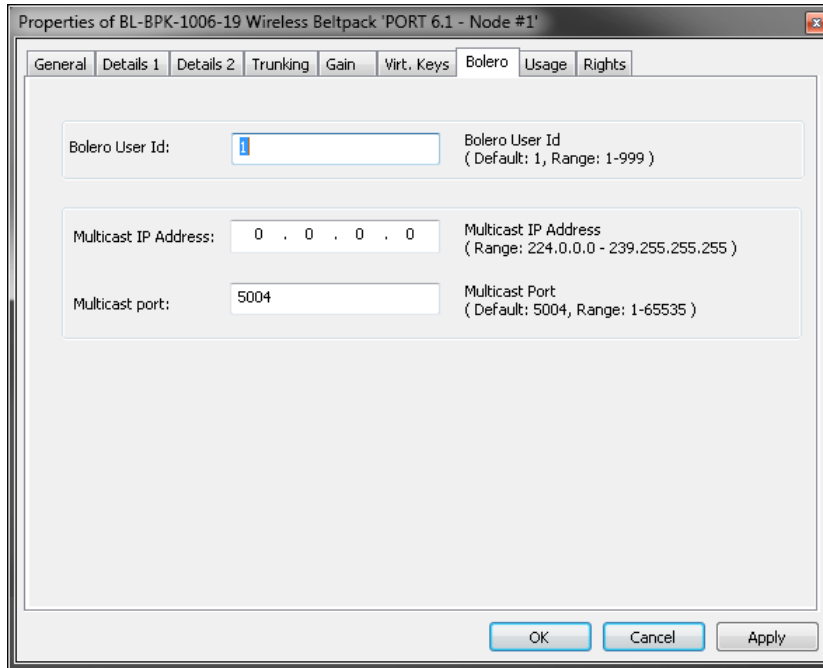 Properties of BL-BPK-1006-19 Wireless Beltpack 'PORT 6.1 - Node #1'
General Details 1 Details 2 Trunking Gain Virt. Keys Bolero Usage Rights
Bolero User Id: 1 Bolero User Id
( Default: 1, Range: 1-999 )
Multicast IP Address: 0 . 0 . 0 . 0 Multicast IP Address
( Range: 224.0.0.0 - 239.255.255.255 )
Multicast port: 5004 Multicast Port
( Default: 5004, Range: 1-65535 )
OK Cancel Apply